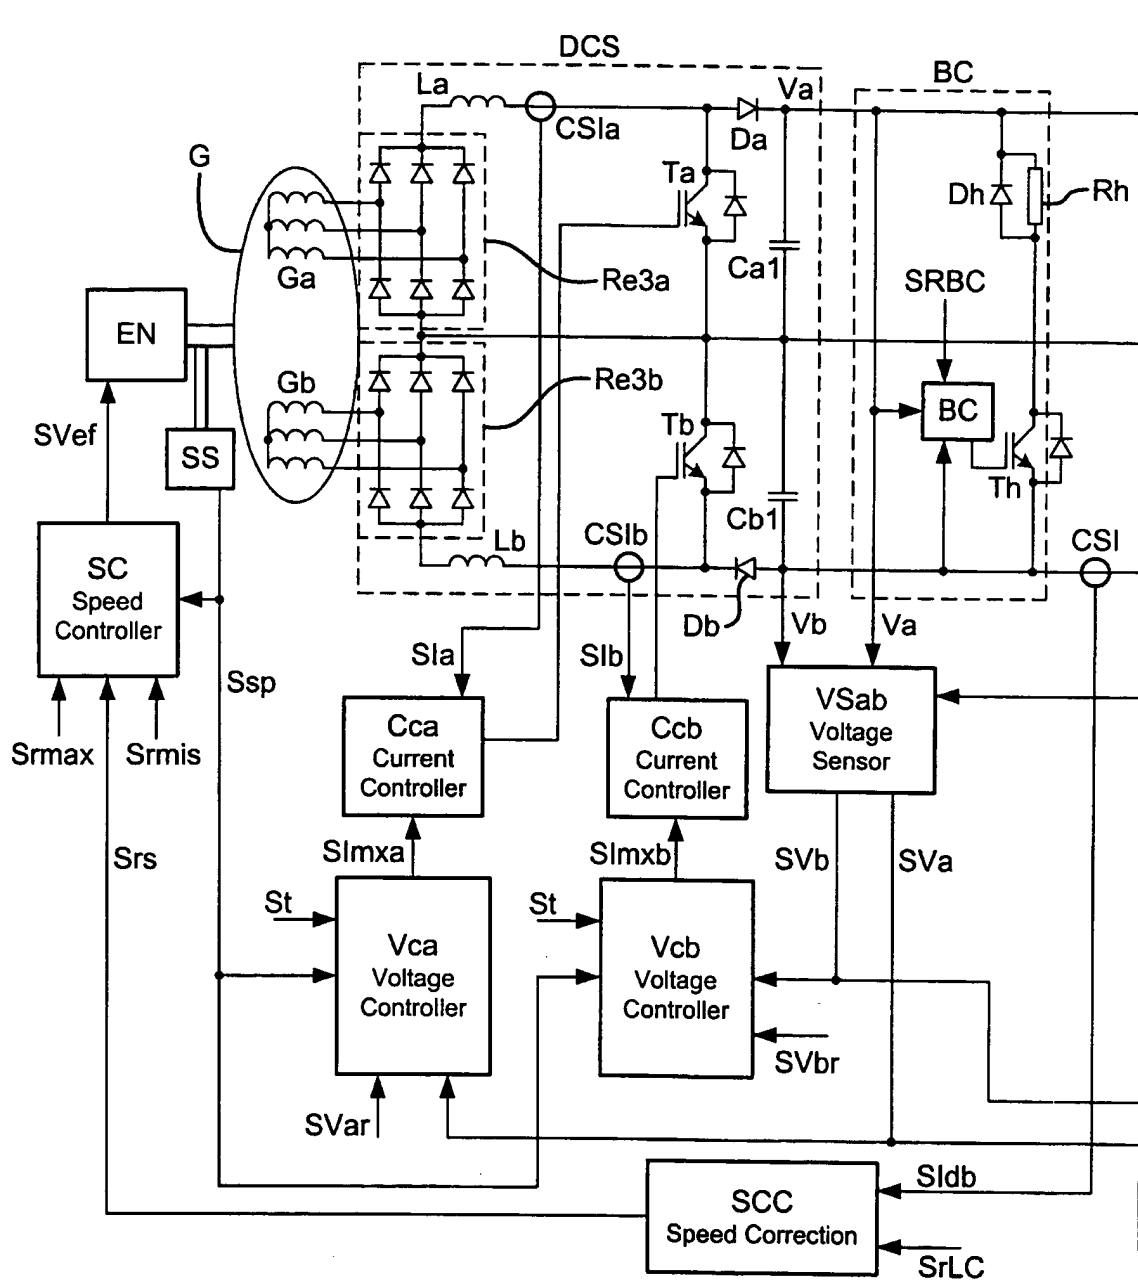 DCS
BC
La
Va
CSIa
Da
G
Ta
Dh
Rh
Ga
Re3a
Ca1
SRBC
EN
Gb
Re3b
BC
SVef
Tb
SS
Th
Cb1
Lb
CSIb
CSI
SC
Speed
Controller
Db
Vb
Va
SIa
SIb
Ssp
VSab
Voltage
Sensor
Cca
Current
Controller
Ccb
Current
Controller
Srmax
Srmis
Srs
SImxa
SImxb
SVb
SVa
St
St
Vca
Voltage
Controller
Vcb
Voltage
Controller
SVbr
SVar
SCC
Speed Correction
SIdb
SrLC